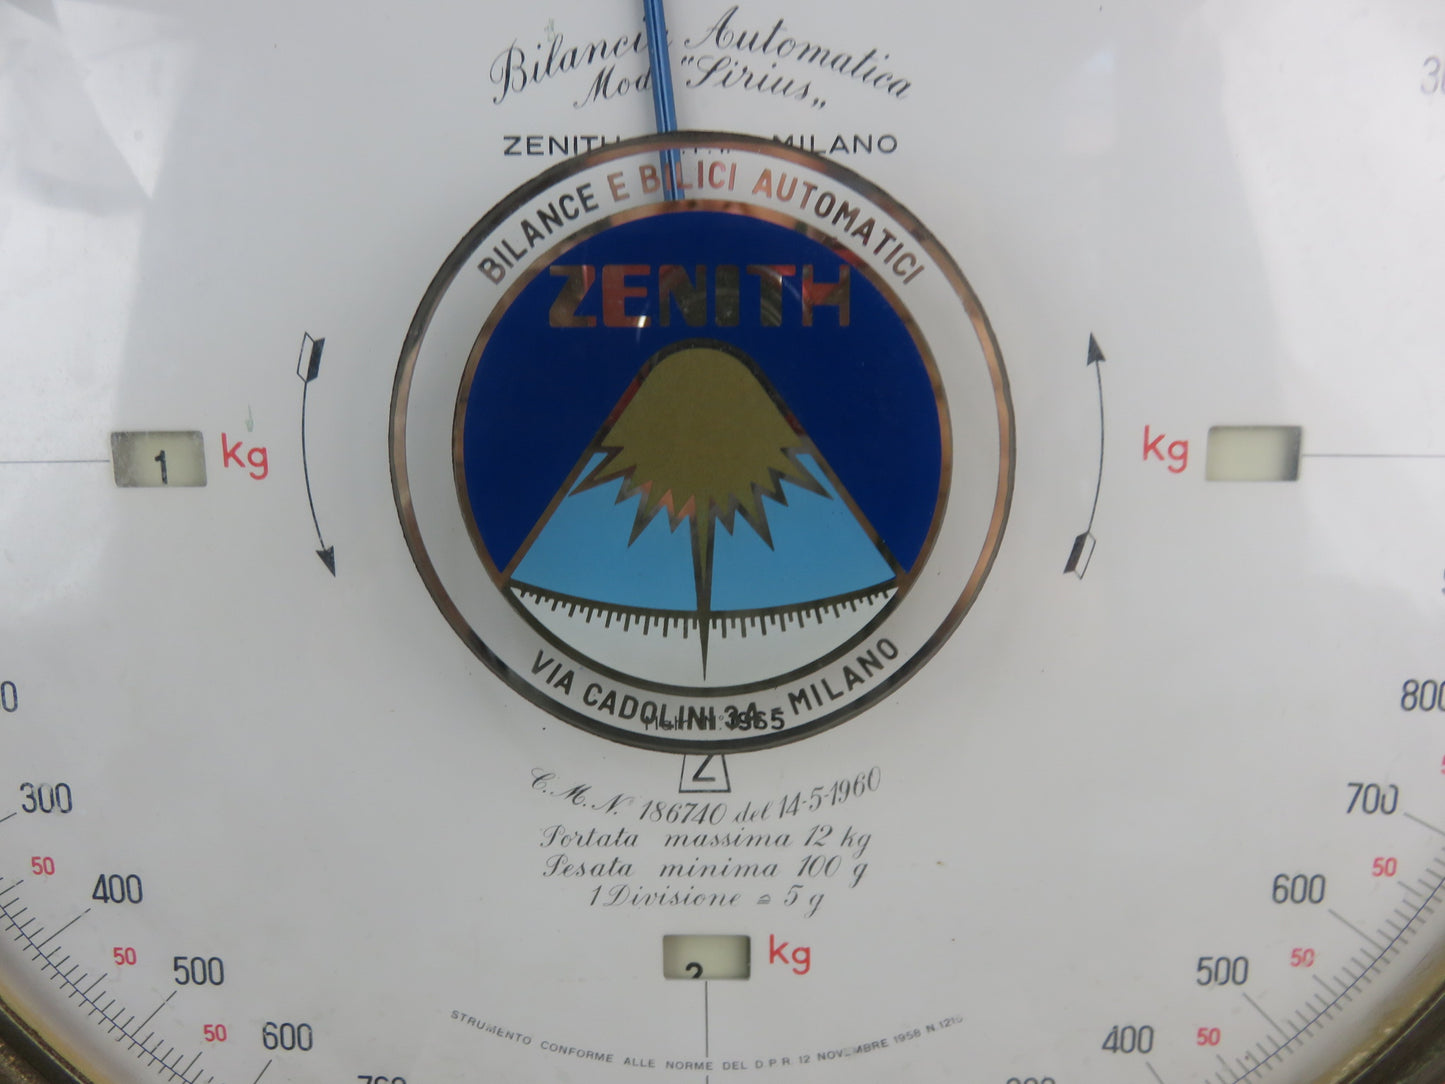 Bilancia Automatica
Mod. "Sirius„
ZENITH MILANO
BILANCE E BILICI AUTOMATICI
ZENITH
VIA CADOLINI 34 - MILANO
1 kg
kg
Z
C.M.N. 186740 del 14-5-1960
Portata massima 12 kg
Pesata minima 100 g
1 Divisione ≘ 5 g
2 kg
STRUMENTO CONFORME ALLE NORME DEL D.P.R. 12 NOVEMBRE 1958 N.1216
300
50
400
50
500
50
600
800
700
50
600
50
500
50
400